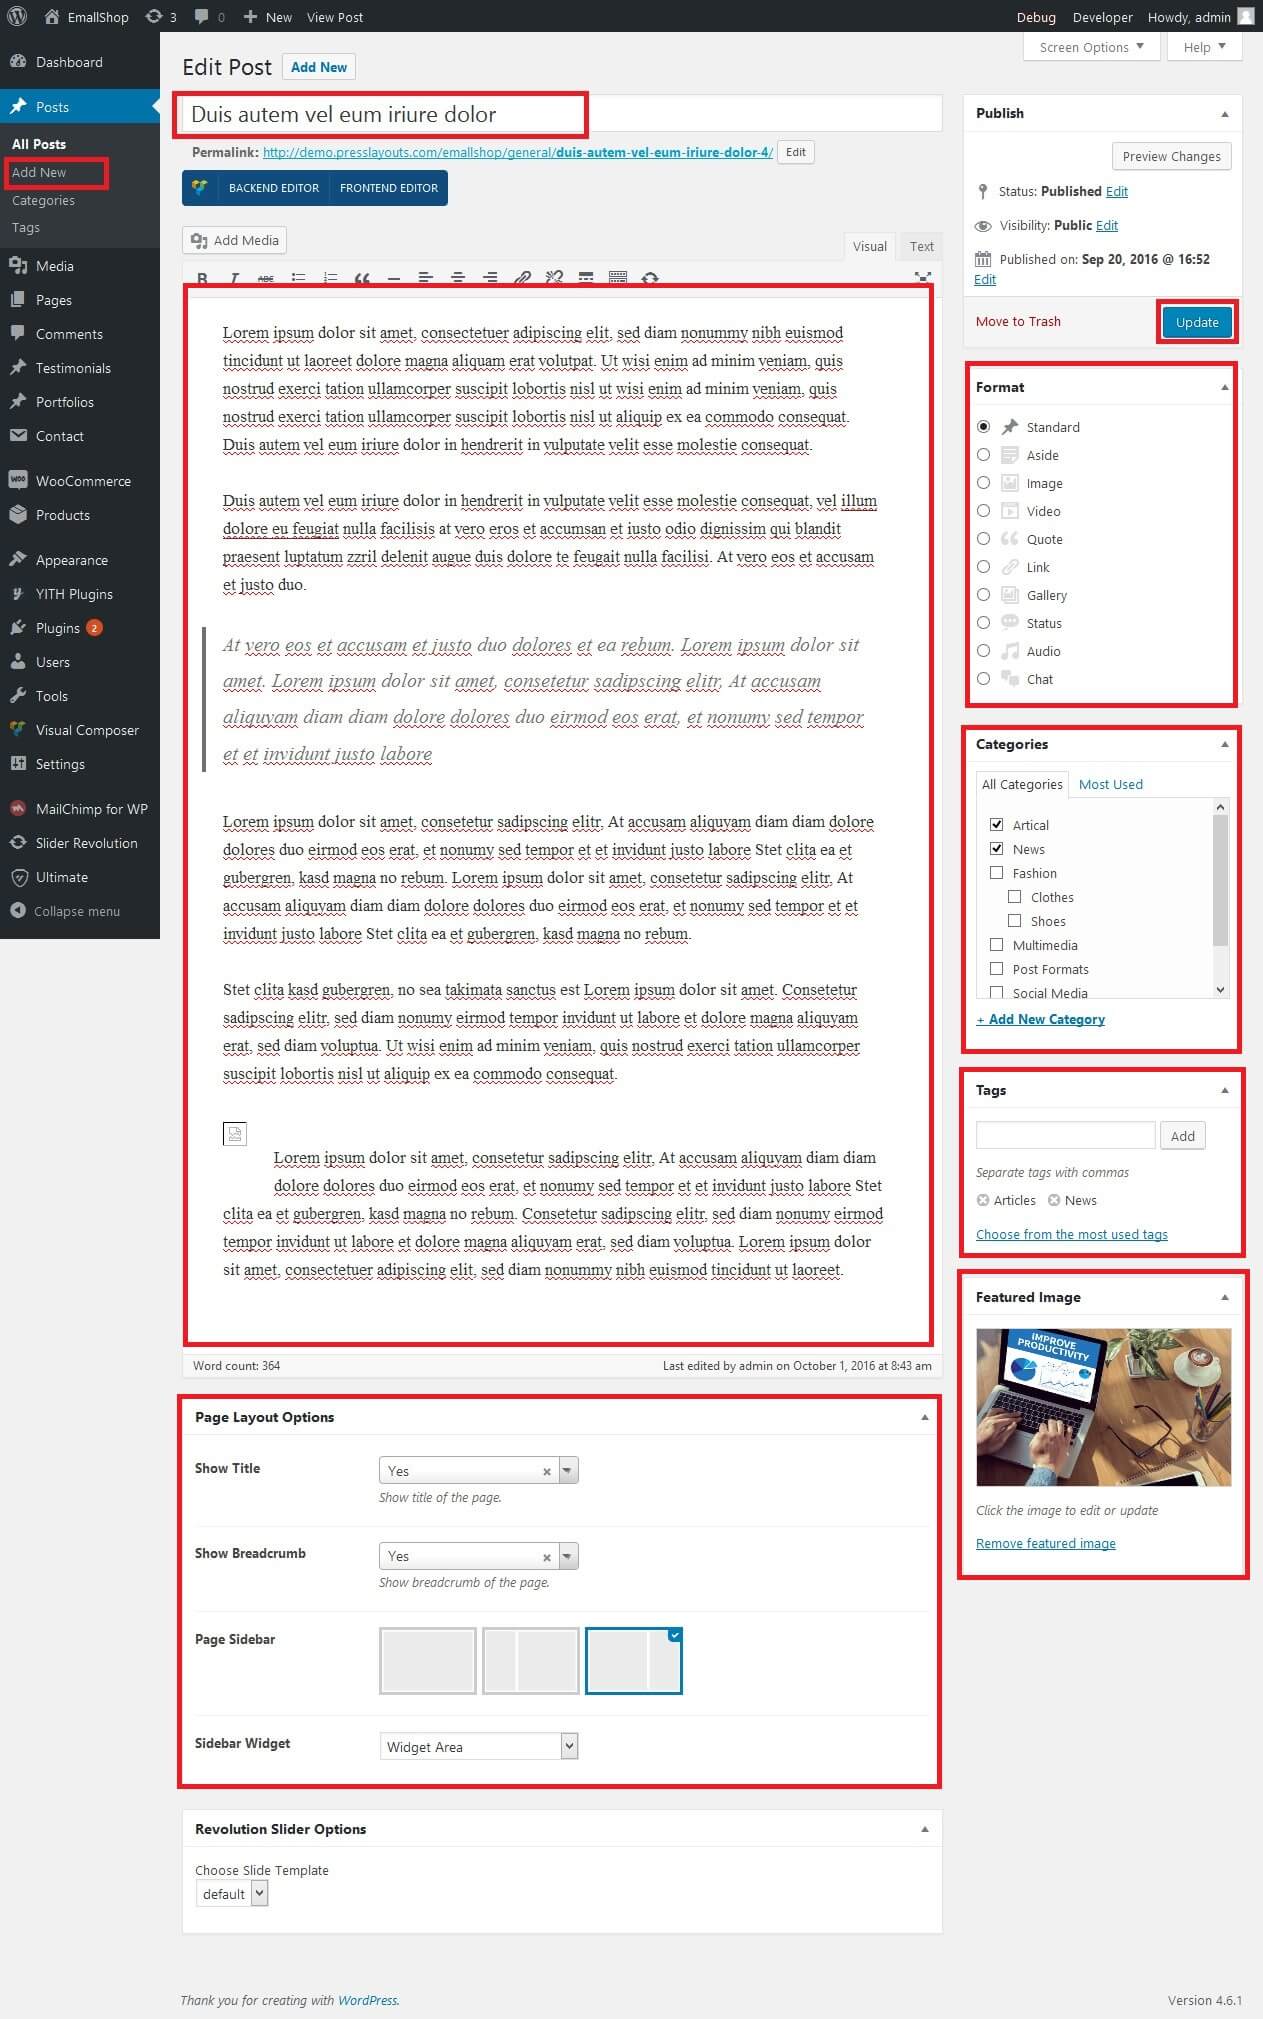 EmallShop
3
0
New
View Post
Debug
Developer
Howdy, admin
Dashboard
Posts
All Posts
Add New
Categories
Tags
Media
Pages
Comments
Testimonials
Portfolios
Contact
WooCommerce
Products
Appearance
YITH Plugins
Plugins 2
Users
Tools
Visual Composer
Settings
MailChimp for WP
Slider Revolution
Ultimate
Collapse menu
Screen Options
Help
Edit Post
Add New
Duis autem vel eum iriure dolor
Permalink: http://demo.presslayouts.com/emallshop/general/duis-autem-vel-eum-iriure-dolor-4/ Edit
BACKEND EDITOR
FRONTEND EDITOR
Add Media
Visual
Text
B I ABC
Lorem ipsum dolor sit amet, consectetuer adipiscing elit, sed diam nonummy nibh euismod
tincidunt ut laoreet dolore magna aliquam erat volutpat. Ut wisi enim ad minim veniam, quis
nostrud exerci tation ullamcorper suscipit lobortis nisl ut wisi enim ad minim veniam, quis
nostrud exerci tation ullamcorper suscipit lobortis nisl ut aliquip ex ea commodo consequat.
Duis autem vel eum iriure dolor in hendrerit in vulputate velit esse molestie consequat.
Duis autem vel eum iriure dolor in hendrerit in vulputate velit esse molestie consequat, vel illum
dolore eu feugiat nulla facilisis at vero eros et accumsan et iusto odio dignissim qui blandit
praesent luptatum zzril delenit augue duis dolore te feugait nulla facilisi. At vero eos et accusam
et justo duo.
At vero eos et accusam et justo duo dolores et ea rebum. Lorem ipsum dolor sit
amet. Lorem ipsum dolor sit amet, consetetur sadipscing elitr, At accusam
aliquyam diam diam dolore dolores duo eirmod eos erat, et nonumy sed tempor
et et invidunt justo labore
Lorem ipsum dolor sit amet, consetetur sadipscing elitr, At accusam aliquyam diam diam dolore
dolores duo eirmod eos erat, et nonumy sed tempor et et invidunt justo labore Stet clita ea et
gubergren, kasd magna no rebum. Lorem ipsum dolor sit amet, consetetur sadipscing elitr, At
accusam aliquyam diam diam dolore dolores duo eirmod eos erat, et nonumy sed tempor et et
invidunt justo labore Stet clita ea et gubergren, kasd magna no rebum.
Stet clita kasd gubergren, no sea takimata sanctus est Lorem ipsum dolor sit amet. Consetetur
sadipscing elitr, sed diam nonumy eirmod tempor invidunt ut labore et dolore magna aliquyam
erat, sed diam voluptua. Ut wisi enim ad minim veniam, quis nostrud exerci tation ullamcorper
suscipit lobortis nisl ut aliquip ex ea commodo consequat.
Lorem ipsum dolor sit amet, consetetur sadipscing elitr, At accusam aliquyam diam diam
dolore dolores duo eirmod eos erat, et nonumy sed tempor et et invidunt justo labore Stet
clita ea et gubergren, kasd magna no rebum. Consetetur sadipscing elitr, sed diam nonumy eirmod
tempor invidunt ut labore et dolore magna aliquyam erat, sed diam voluptua. Lorem ipsum dolor
sit amet, consectetuer adipiscing elit, sed diam nonummy nibh euismod tincidunt ut laoreet.
Word count: 364
Last edited by admin on October 1, 2016 at 8:43 am
Page Layout Options
Show Title
Yes
Show title of the page.
Show Breadcrumb
Yes
Show breadcrumb of the page.
Page Sidebar
Sidebar Widget
Widget Area
Revolution Slider Options
Choose Slide Template
default
Publish
Preview Changes
Status: Published Edit
Visibility: Public Edit
Published on: Sep 20, 2016 @ 16:52
Edit
Move to Trash
Update
Format
Standard
Aside
Image
Video
Quote
Link
Gallery
Status
Audio
Chat
Categories
All Categories
Most Used
Artical
News
Fashion
Clothes
Shoes
Multimedia
Post Formats
Social Media
+ Add New Category
Tags
Add
Separate tags with commas
Articles
News
Choose from the most used tags
Featured Image
IMPROVE
PRODUCTIVITY
Click the image to edit or update
Remove featured image
Thank you for creating with WordPress.
Version 4.6.1